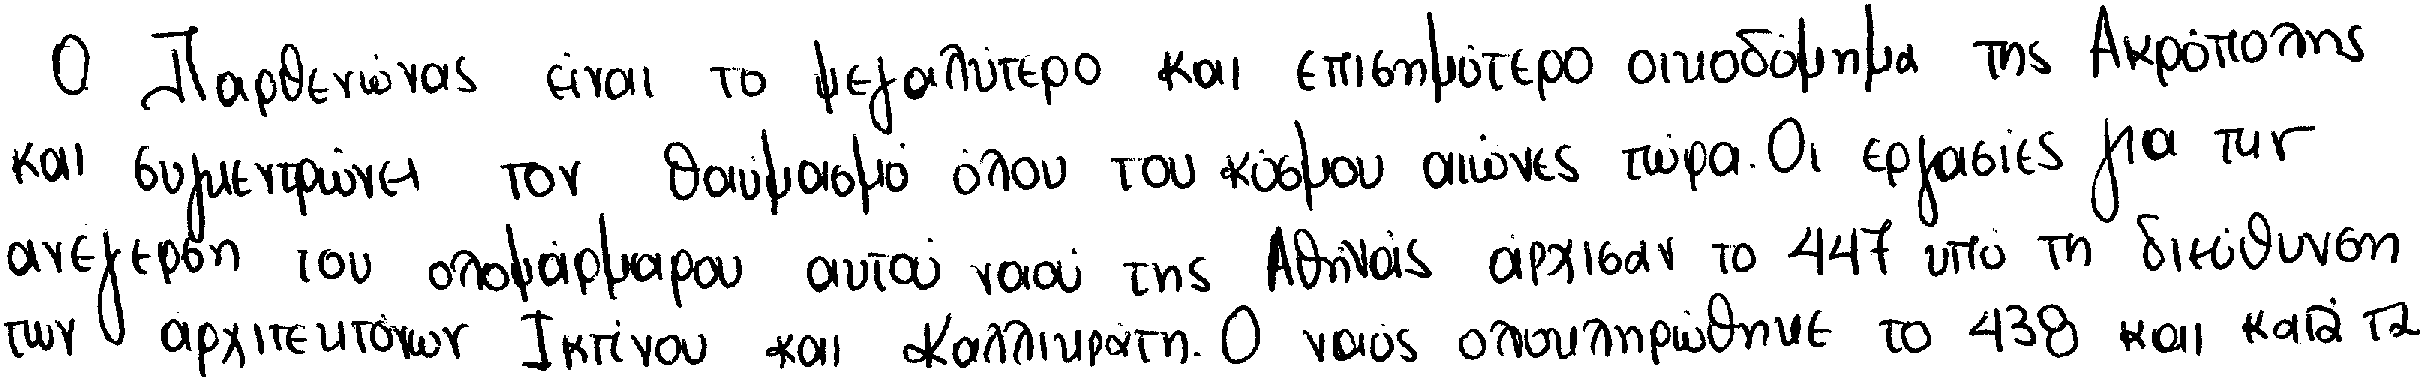 Ο Παρθενώνας είναι το μεγαλύτερο και επισημότερο οικοδόμημα της Ακρόπολης
και συγκεντρώνει τον θαύμασμό όλου του κόσμου αιώνες τώρα. Οι εργασίες για την
ανέγερση του ολομάρμαρου αυτού ναού της Αθηνάς άρχισαν το 447 υπό τη διεύθυνση
των άρχιτεκτόνων Ικτίνου και Καλλικράτη. Ο ναός ολοκληρώθηκε το 438 και κατά τα